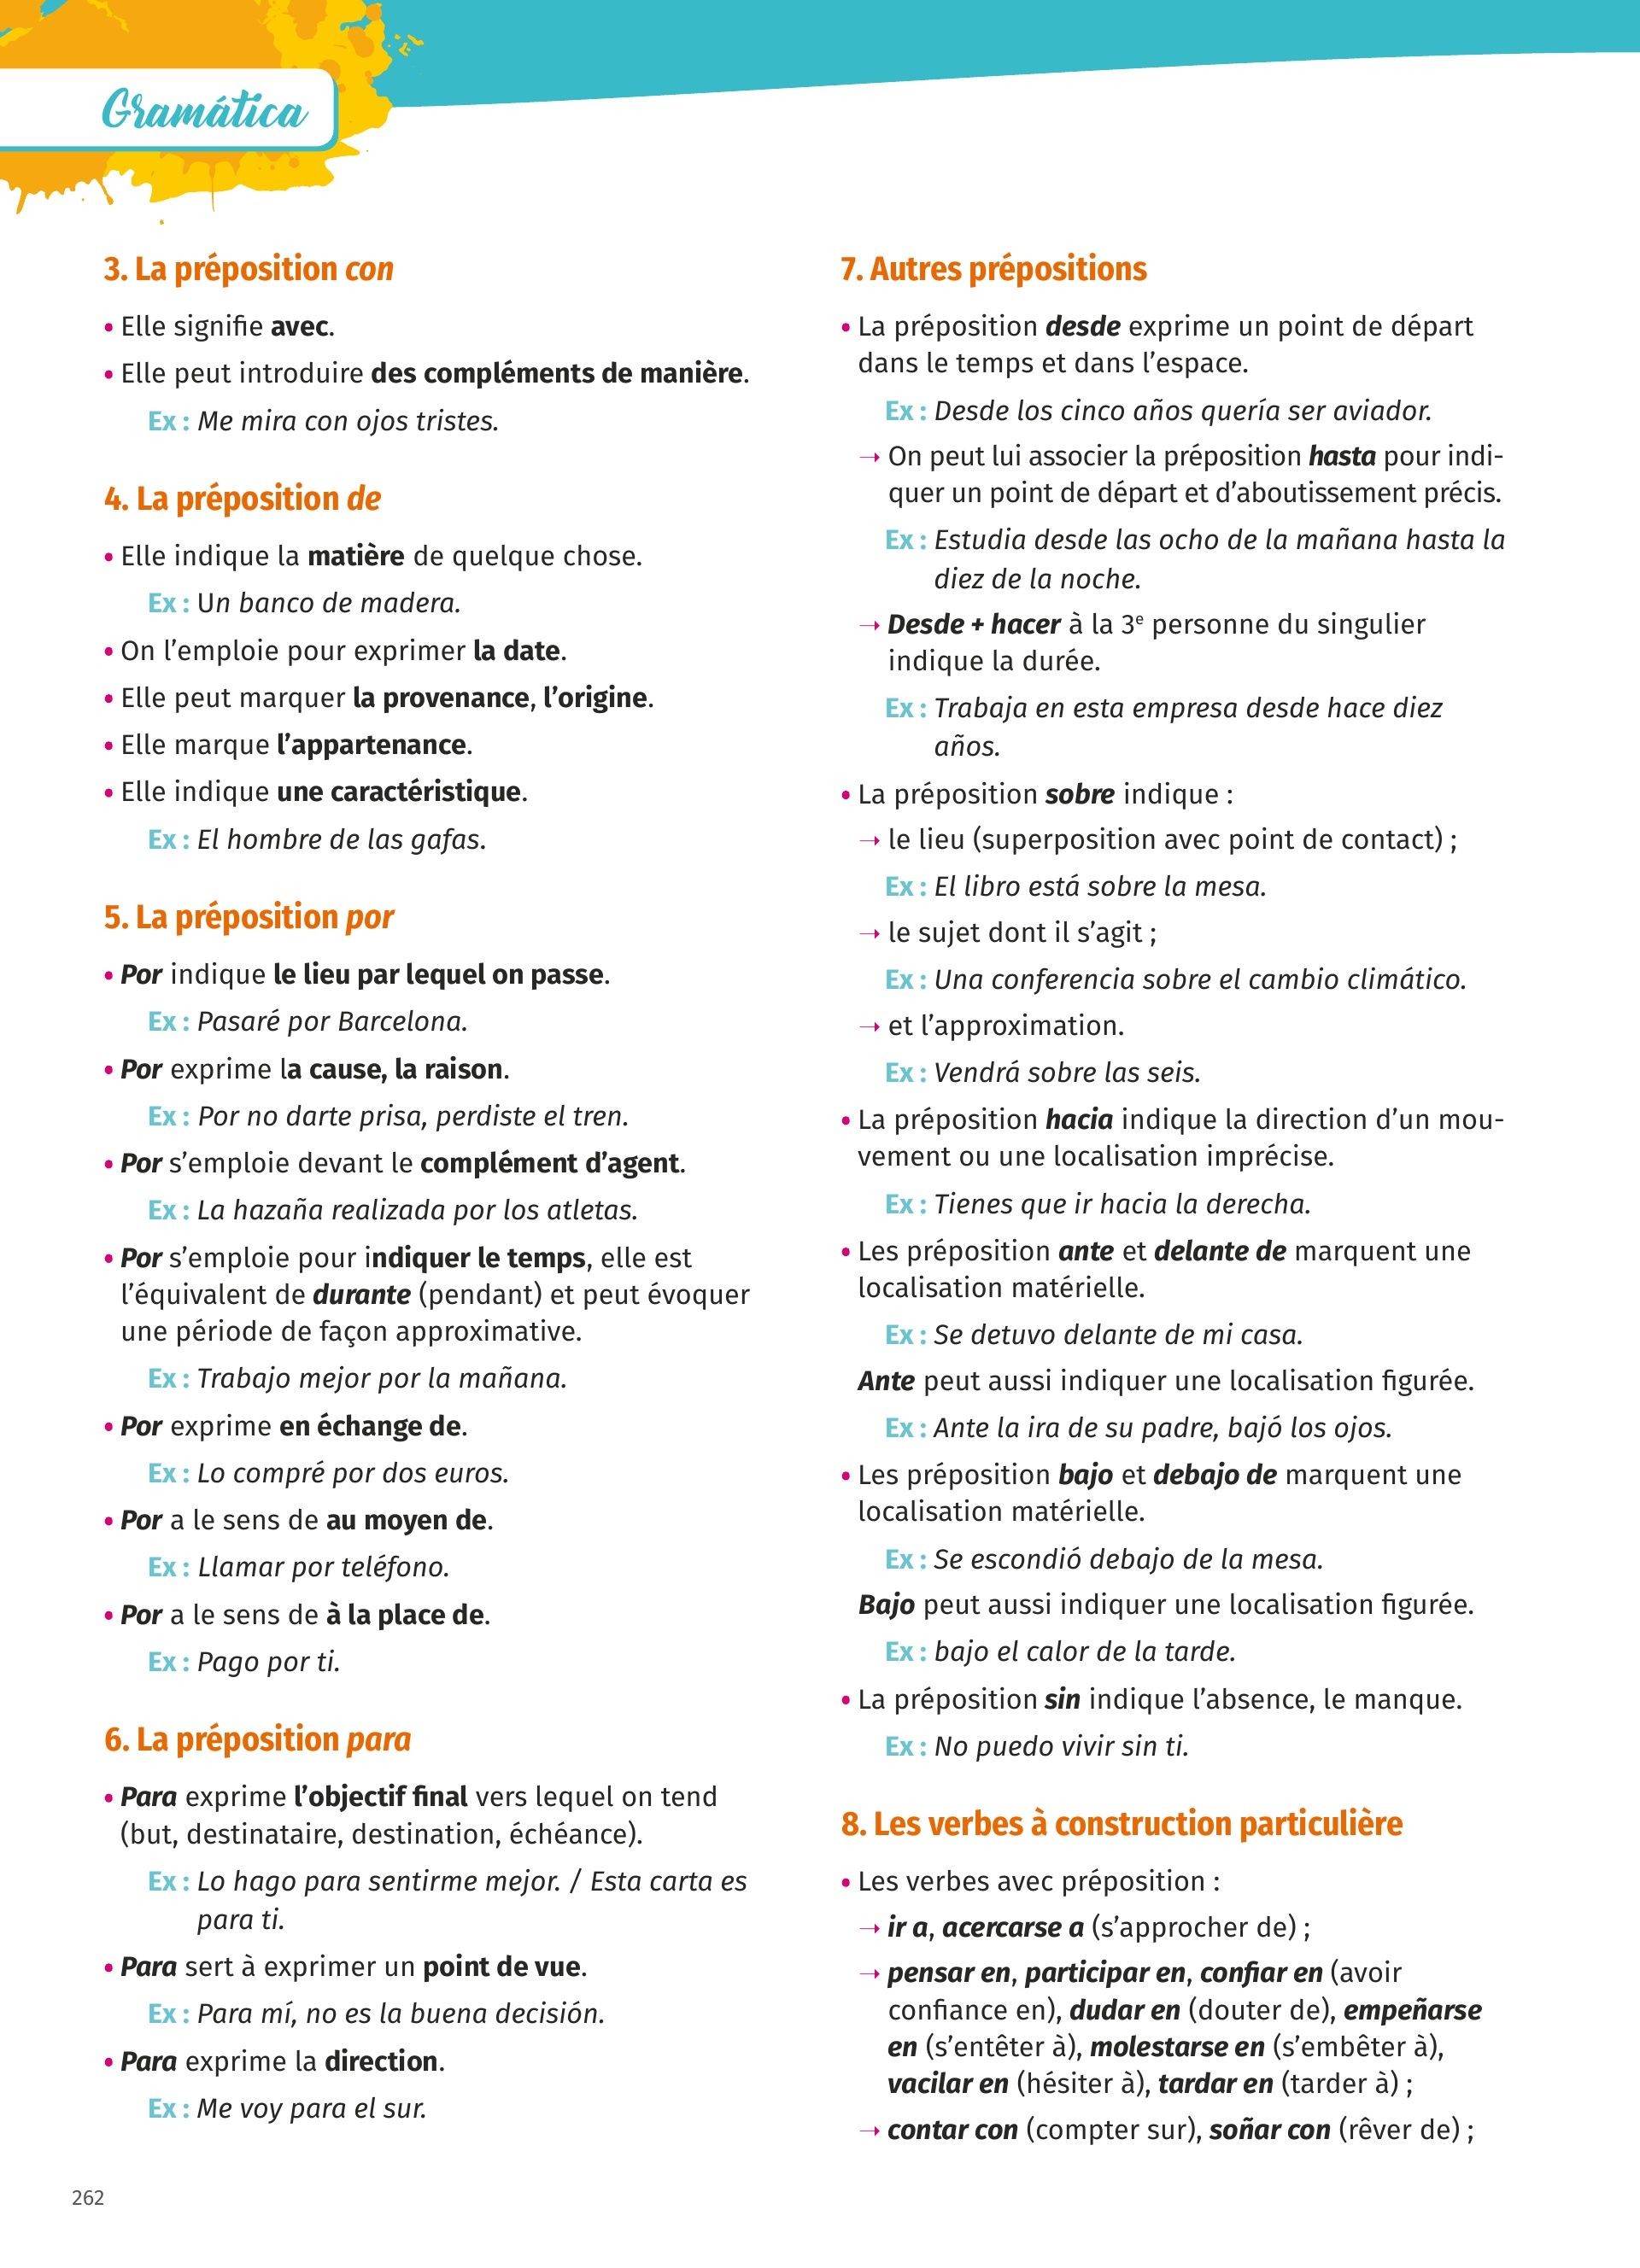 Gramática
3. La préposition con
• Elle signifie avec.
• Elle peut introduire des compléments de manière.
Ex : Me mira con ojos tristes.
4. La préposition de
• Elle indique la matière de quelque chose.
Ex : Un banco de madera.
• On l’emploie pour exprimer la date.
• Elle peut marquer la provenance, l’origine.
• Elle marque l’appartenance.
• Elle indique une caractéristique.
Ex : El hombre de las gafas.
5. La préposition por
• Por indique le lieu par lequel on passe.
Ex : Pasaré por Barcelona.
• Por exprime la cause, la raison.
Ex : Por no darte prisa, perdiste el tren.
• Por s’emploie devant le complément d’agent.
Ex : La hazaña realizada por los atletas.
• Por s’emploie pour indiquer le temps, elle est
l’équivalent de durante (pendant) et peut évoquer
une période de façon approximative.
Ex : Trabajo mejor por la mañana.
• Por exprime en échange de.
Ex : Lo compré por dos euros.
• Por a le sens de au moyen de.
Ex : Llamar por teléfono.
• Por a le sens de à la place de.
Ex : Pago por ti.
6. La préposition para
• Para exprime l’objectif final vers lequel on tend
(but, destinataire, destination, échéance).
Ex : Lo hago para sentirme mejor. / Esta carta es
para ti.
• Para sert à exprimer un point de vue.
Ex : Para mí, no es la buena decisión.
• Para exprime la direction.
Ex : Me voy para el sur.
7. Autres prépositions
• La préposition desde exprime un point de départ
dans le temps et dans l’espace.
Ex : Desde los cinco años quería ser aviador.
→ On peut lui associer la préposition hasta pour indi-
quer un point de départ et d’aboutissement précis.
Ex : Estudia desde las ocho de la mañana hasta la
diez de la noche.
→ Desde + hacer à la 3e personne du singulier
indique la durée.
Ex : Trabaja en esta empresa desde hace diez
años.
• La préposition sobre indique :
→ le lieu (superposition avec point de contact) ;
Ex : El libro está sobre la mesa.
→ le sujet dont il s’agit ;
Ex : Una conferencia sobre el cambio climático.
→ et l’approximation.
Ex : Vendrá sobre las seis.
• La préposition hacia indique la direction d’un mou-
vement ou une localisation imprécise.
Ex : Tienes que ir hacia la derecha.
• Les préposition ante et delante de marquent une
localisation matérielle.
Ex : Se detuvo delante de mi casa.
Ante peut aussi indiquer une localisation figurée.
Ex : Ante la ira de su padre, bajó los ojos.
• Les préposition bajo et debajo de marquent une
localisation matérielle.
Ex : Se escondió debajo de la mesa.
Bajo peut aussi indiquer une localisation figurée.
Ex : bajo el calor de la tarde.
• La préposition sin indique l’absence, le manque.
Ex : No puedo vivir sin ti.
8. Les verbes à construction particulière
• Les verbes avec préposition :
→ ir a, acercarse a (s’approcher de) ;
→ pensar en, participar en, confiar en (avoir
confiance en), dudar en (douter de), empeñarse
en (s’entêter à), molestarse en (s’embêter à),
vacilar en (hésiter à), tardar en (tarder à) ;
→ contar con (compter sur), soñar con (rêver de) ;
262